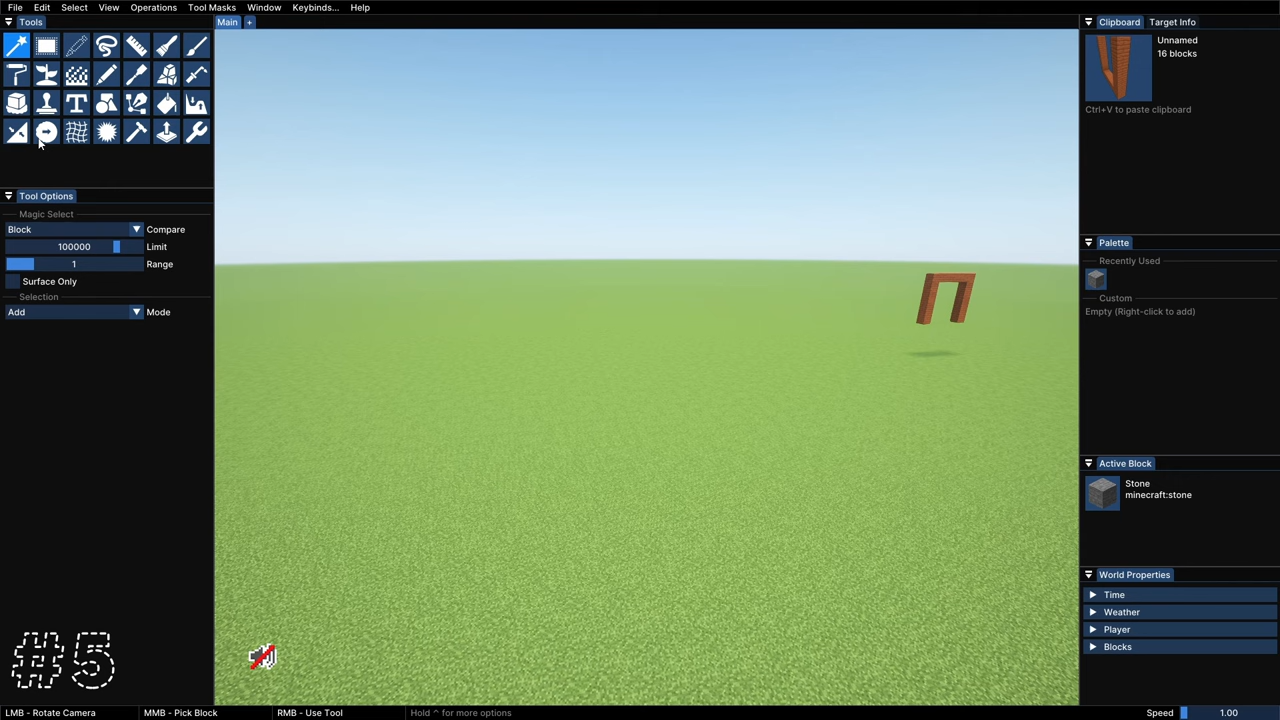 File Edit Select View Operations Tool Masks Window Keybinds... Help
Tools
Main +
Clipboard Target Info
Unnamed
16 blocks
Ctrl+V to paste clipboard
Tool Options
Magic Select
Block Compare
100000 Limit
1 Range
Surface Only
Selection
Add Mode
Palette
Recently Used
Custom
Empty (Right-click to add)
Active Block
Stone
minecraft:stone
World Properties
Time
Weather
Player
Blocks
#5
LMB - Rotate Camera MMB - Pick Block RMB - Use Tool Hold ^ for more options Speed 1.00